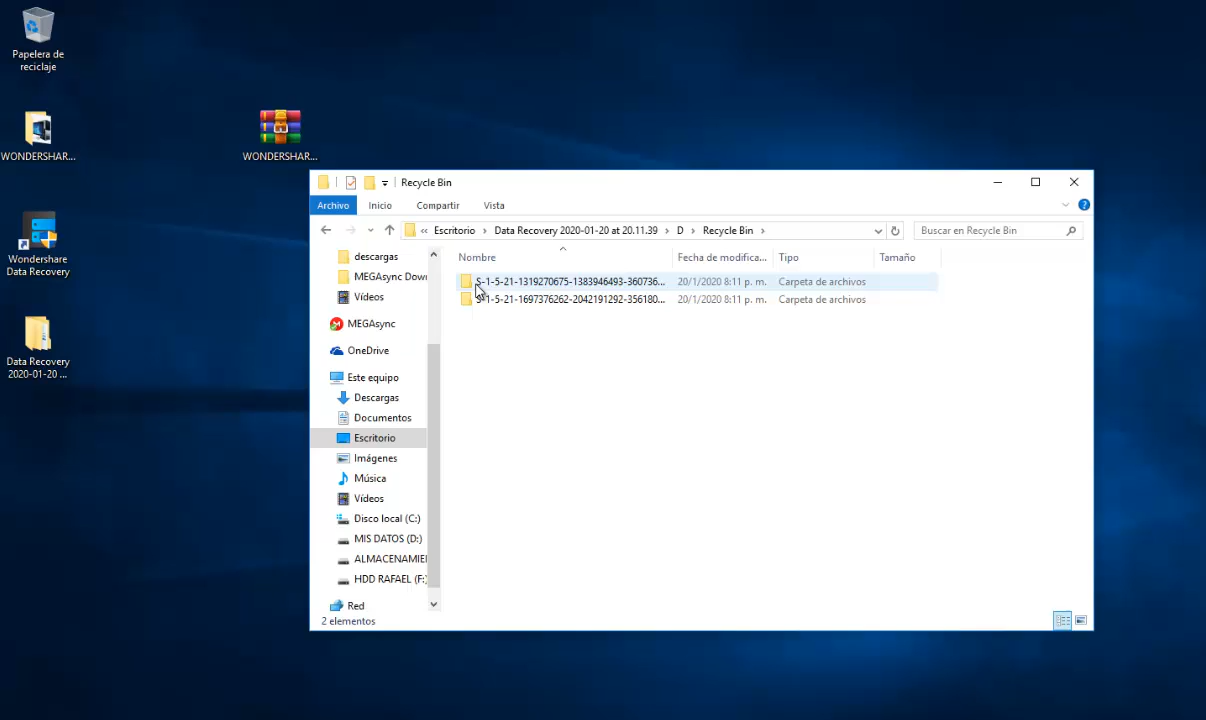 Papelera de
reciclaje
WONDERSHAR...
Wondershare
Data Recovery
Data Recovery
2020-01-20 ...
WONDERSHAR...
Recycle Bin
Archivo Inicio Compartir Vista
« Escritorio › Data Recovery 2020-01-20 at 20.11.39 › D › Recycle Bin ›
Buscar en Recycle Bin
descargas
MEGAsync Dow
Vídeos
MEGAsync
OneDrive
Este equipo
Descargas
Documentos
Escritorio
Imágenes
Música
Vídeos
Disco local (C:)
MIS DATOS (D:)
ALMACENAMIE
HDD RAFAEL (F:)
Red
Nombre Fecha de modifica... Tipo Tamaño
S-1-5-21-1319270675-1383946493-360736... 20/1/2020 8:11 p. m. Carpeta de archivos
S-1-5-21-1697376262-2042191292-356180... 20/1/2020 8:11 p. m. Carpeta de archivos
2 elementos